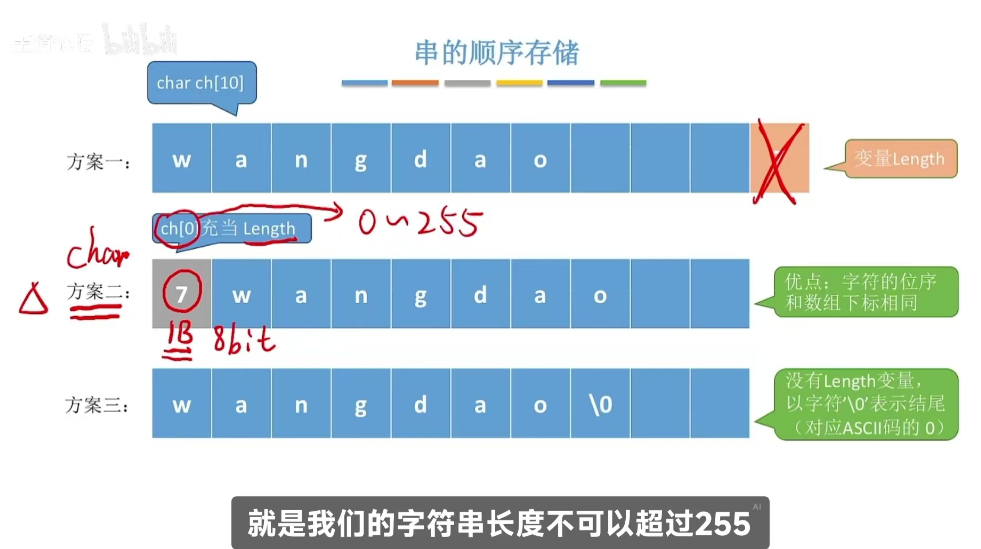 bilibili
串的顺序存储
char ch[10]
方案一：
w a n g d a o
变量Length
ch[0]充当 Length
0~255
char
方案二：
7 w a n g d a o
优点：字符的位序
和数组下标相同
1B 8bit
方案三：
w a n g d a o \0
没有Length变量，
以字符'\0'表示结尾
（对应ASCII码的 0）
就是我们的字符串长度不可以超过255
AI